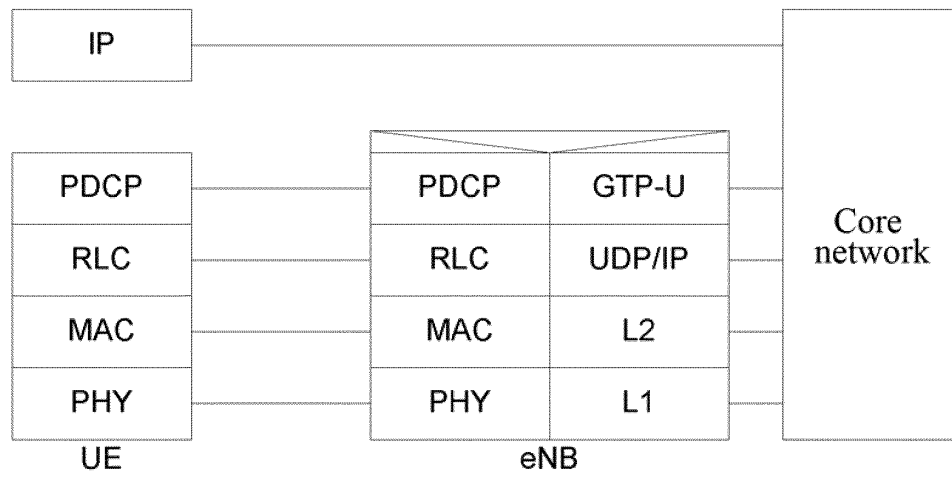 IP
PDCP
PDCP
GTP-U
RLC
RLC
UDP/IP
Core
network
MAC
MAC
L2
PHY
PHY
L1
UE
eNB